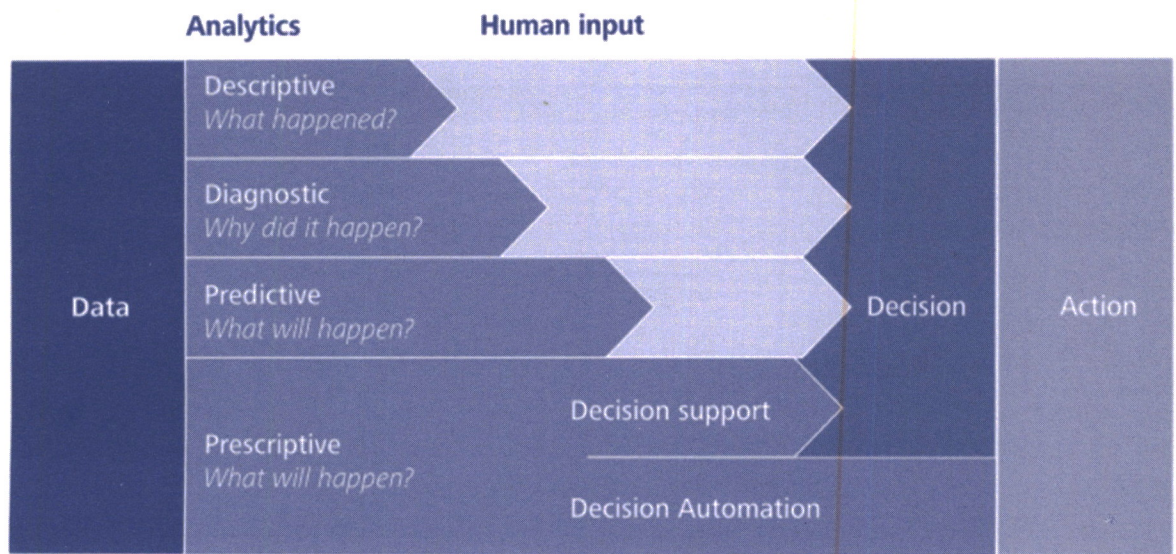 Analytics
Human input
Descriptive
What happened?
Diagnostic
Why did it happen?
Predictive
What will happen?
Data
Decision
Action
Decision support
Prescriptive
What will happen?
Decision Automation